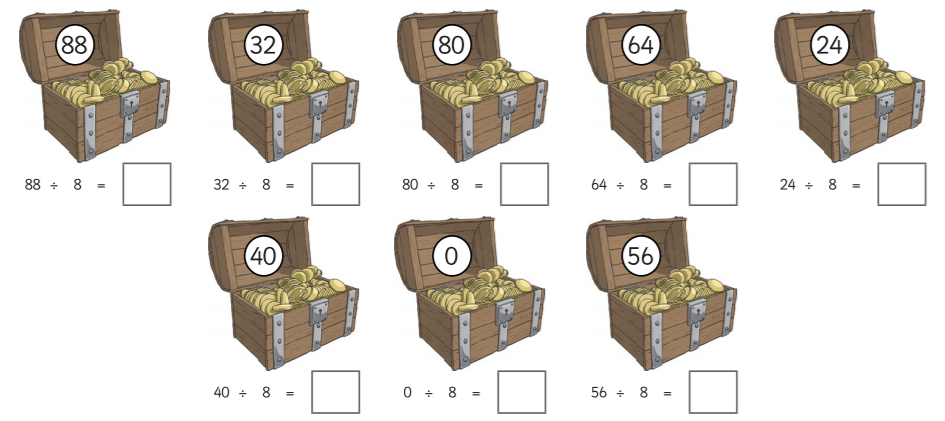 88 32 80 64 24
88 ÷ 8 = 32 ÷ 8 = 80 ÷ 8 = 64 ÷ 8 = 24 ÷ 8 =
40 0 56
40 ÷ 8 = 0 ÷ 8 = 56 ÷ 8 =